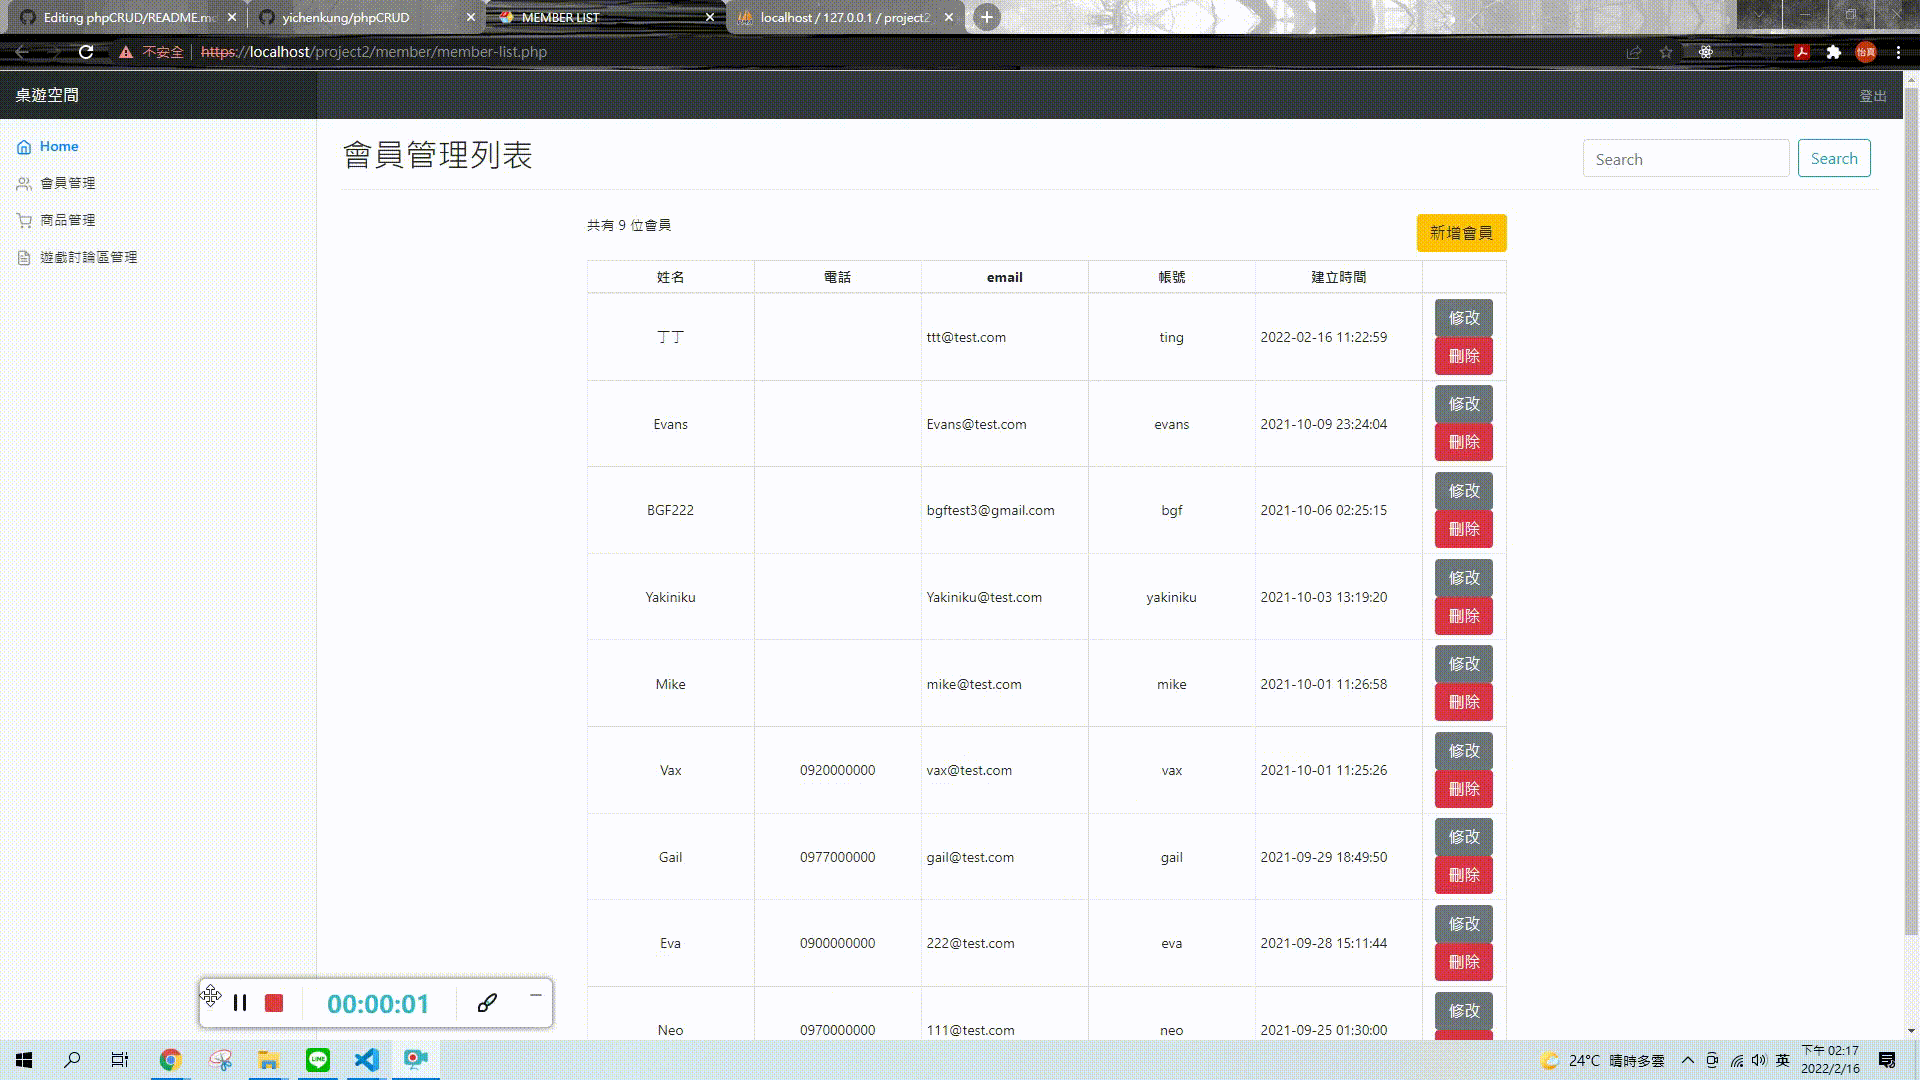 Editing phpCRUD/README.md
yichenkung/phpCRUD
MEMBER LIST
localhost / 127.0.0.1 / project2
不安全 | https://localhost/project2/member/member-list.php
怡真
桌遊空間
登出
Home
會員管理
商品管理
遊戲討論區管理
會員管理列表
Search
Search
共有 9 位會員
新增會員
姓名 電話 email 帳號 建立時間
丁丁 ttt@test.com ting 2022-02-16 11:22:59 修改 刪除
Evans Evans@test.com evans 2021-10-09 23:24:04 修改 刪除
BGF222 bgftest3@gmail.com bgf 2021-10-06 02:25:15 修改 刪除
Yakiniku Yakiniku@test.com yakiniku 2021-10-03 13:19:20 修改 刪除
Mike mike@test.com mike 2021-10-01 11:26:58 修改 刪除
Vax 0920000000 vax@test.com vax 2021-10-01 11:25:26 修改 刪除
Gail 0977000000 gail@test.com gail 2021-09-29 18:49:50 修改 刪除
Eva 0900000000 222@test.com eva 2021-09-28 15:11:44 修改 刪除
Neo 0970000000 111@test.com neo 2021-09-25 01:30:00 修改
00:00:01
LINE
24°C 晴時多雲
英
下午 02:17
2022/2/16